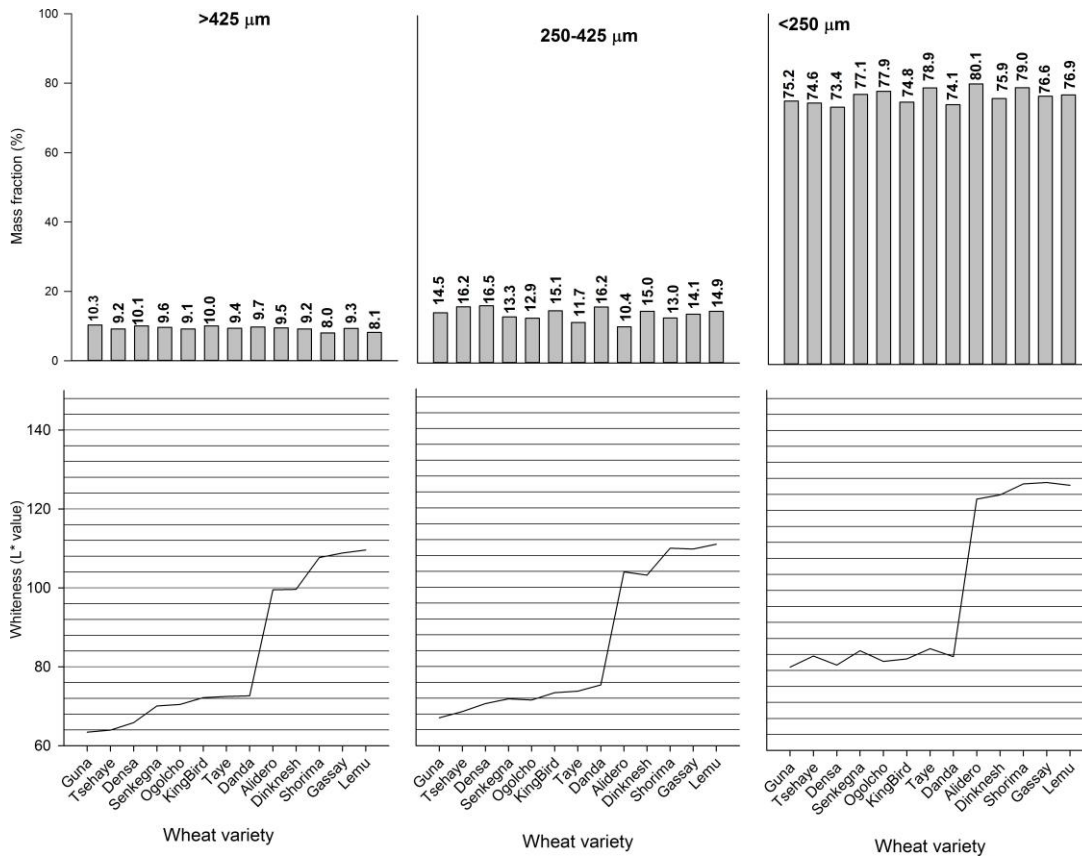 >425 μm
250-425 μm
<250 μm
Mass fraction (%)
100
80
60
40
20
0
10.3
9.2
10.1
9.6
9.1
10.0
9.4
9.7
9.5
9.2
8.0
9.3
8.1
14.5
16.2
16.5
13.3
12.9
15.1
11.7
16.2
10.4
15.0
13.0
14.1
14.9
75.2
74.6
73.4
77.1
77.9
74.8
78.9
74.1
80.1
75.9
79.0
76.6
76.9
Whiteness (L* value)
140
120
100
80
60
Guna
Tsehaye
Densa
Senkegna
Ogolcho
KingBird
Taye
Danda
Alidero
Dinknesh
Shorima
Gassay
Lemu
Wheat variety
Guna
Tsehaye
Densa
Senkegna
Ogolcho
KingBird
Taye
Danda
Alidero
Dinknesh
Shorima
Gassay
Lemu
Wheat variety
Guna
Tsehaye
Densa
Senkegna
Ogolcho
KingBird
Taye
Danda
Alidero
Dinknesh
Shorima
Gassay
Lemu
Wheat variety